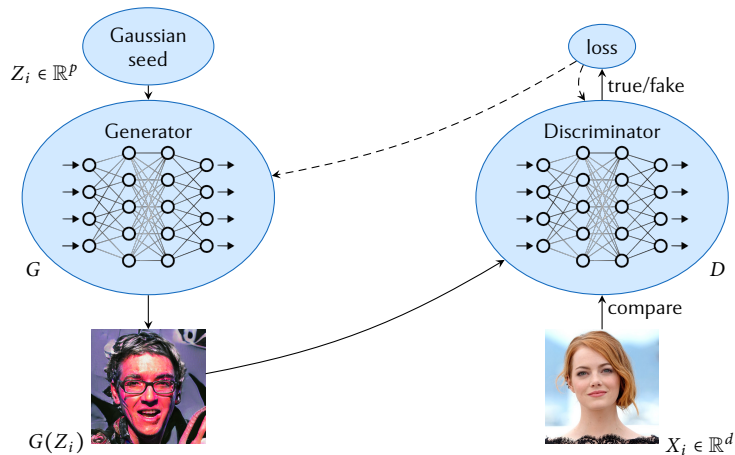 Gaussian
seed
Z_i ∈ ℝ^p
Generator
G
G(Z_i)
loss
true/fake
Discriminator
D
compare
X_i ∈ ℝ^d